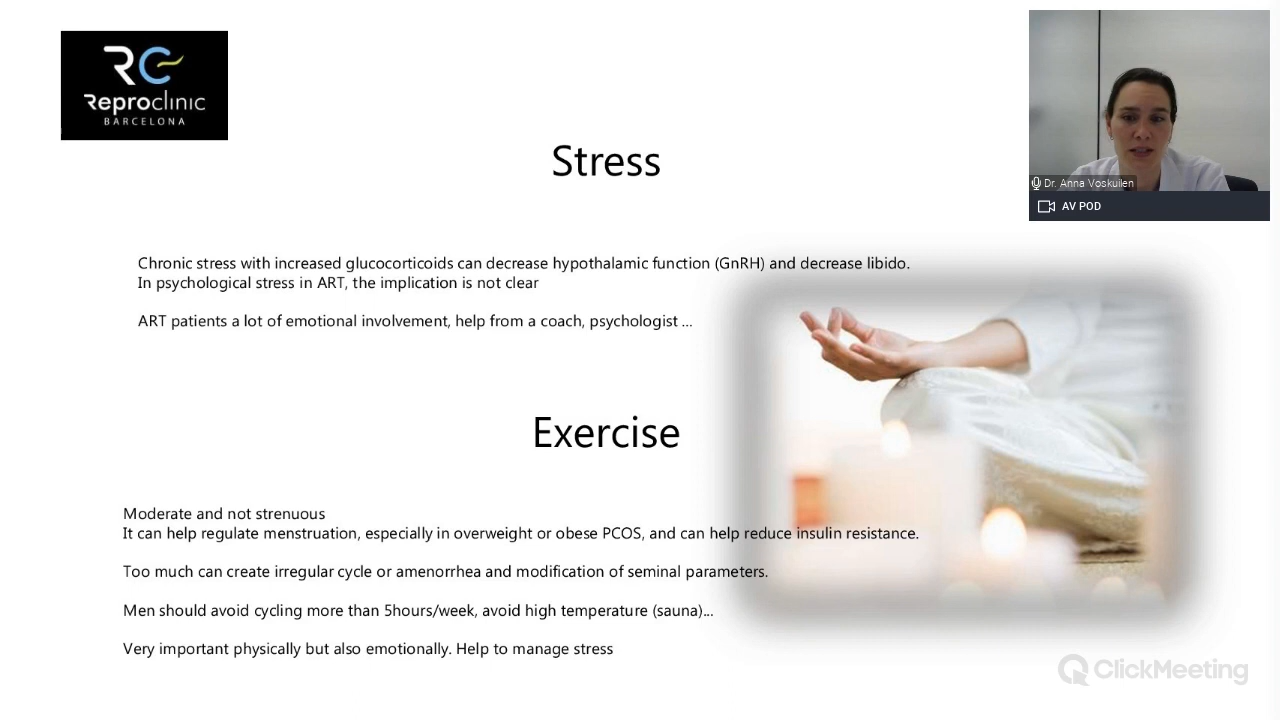 Reproclinic
BARCELONA
Dr. Anna Voskuilen
AV POD
Stress
Chronic stress with increased glucocorticoids can decrease hypothalamic function (GnRH) and decrease libido.
In psychological stress in ART, the implication is not clear
ART patients a lot of emotional involvement, help from a coach, psychologist ...
Exercise
Moderate and not strenuous
It can help regulate menstruation, especially in overweight or obese PCOS, and can help reduce insulin resistance.
Too much can create irregular cycle or amenorrhea and modification of seminal parameters.
Men should avoid cycling more than 5hours/week, avoid high temperature (sauna)...
Very important physically but also emotionally. Help to manage stress
ClickMeeting